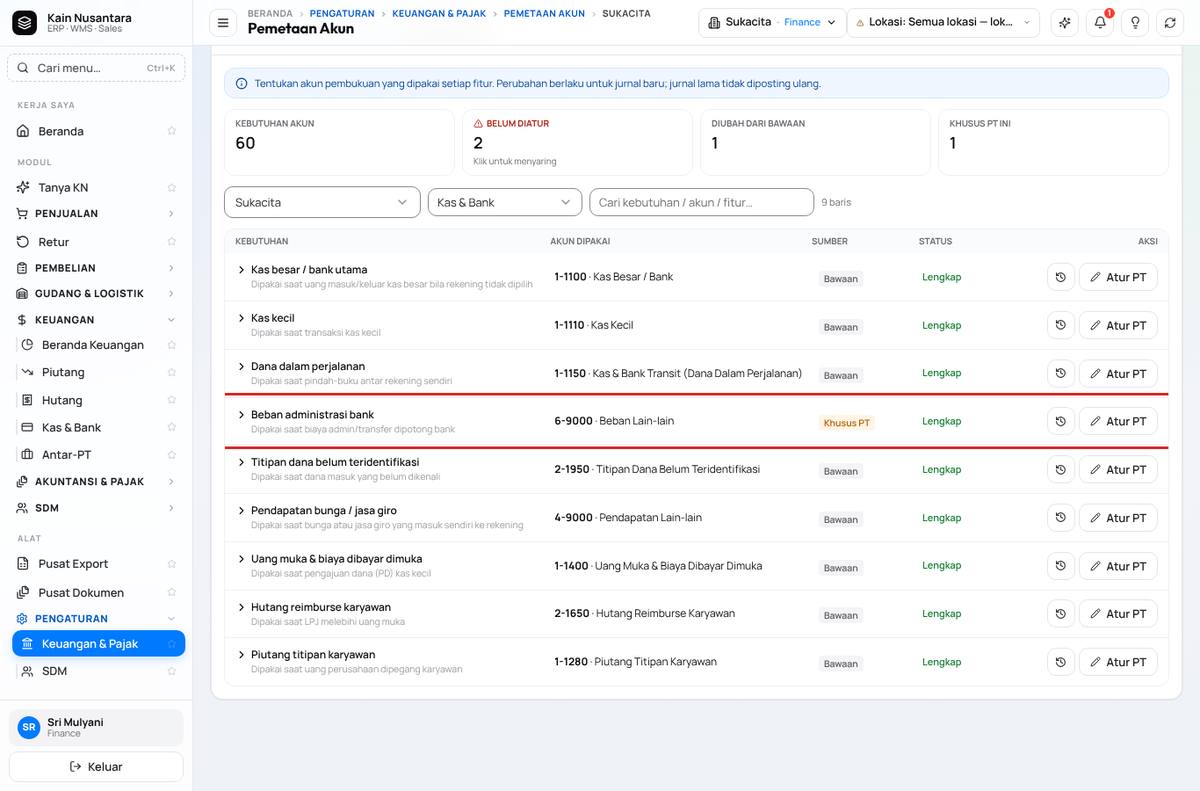 Kain Nusantara
ERP · WMS · Sales
Cari menu... Ctrl+K
KERJA SAYA
Beranda
MODUL
Tanya KN
PENJUALAN
Retur
PEMBELIAN
GUDANG & LOGISTIK
KEUANGAN
Beranda Keuangan
Piutang
Hutang
Kas & Bank
Antar-PT
AKUNTANSI & PAJAK
SDM
ALAT
Pusat Export
Pusat Dokumen
PENGATURAN
Keuangan & Pajak
SDM
SR Sri Mulyani
Finance
Keluar
BERANDA > PENGATURAN > KEUANGAN & PAJAK > PEMETAAN AKUN > SUKACITA
Pemetaan Akun
Sukacita · Finance
Lokasi: Semua lokasi — lok...
1
Tentukan akun pembukuan yang dipakai setiap fitur. Perubahan berlaku untuk jurnal baru; jurnal lama tidak diposting ulang.
KEBUTUHAN AKUN
60
BELUM DIATUR
2
Klik untuk menyaring
DIUBAH DARI BAWAAN
1
KHUSUS PT INI
1
Sukacita
Kas & Bank
Cari kebutuhan / akun / fitur...
9 baris
KEBUTUHAN AKUN DIPAKAI SUMBER STATUS AKSI
Kas besar / bank utama
Dipakai saat uang masuk/keluar kas besar bila rekening tidak dipilih
1-1100 · Kas Besar / Bank Bawaan Lengkap Atur PT
Kas kecil
Dipakai saat transaksi kas kecil
1-1110 · Kas Kecil Bawaan Lengkap Atur PT
Dana dalam perjalanan
Dipakai saat pindah-buku antar rekening sendiri
1-1150 · Kas & Bank Transit (Dana Dalam Perjalanan) Bawaan Lengkap Atur PT
Beban administrasi bank
Dipakai saat biaya admin/transfer dipotong bank
6-9000 · Beban Lain-lain Khusus PT Lengkap Atur PT
Titipan dana belum teridentifikasi
Dipakai saat dana masuk yang belum dikenali
2-1950 · Titipan Dana Belum Teridentifikasi Bawaan Lengkap Atur PT
Pendapatan bunga / jasa giro
Dipakai saat bunga atau jasa giro yang masuk sendiri ke rekening
4-9000 · Pendapatan Lain-lain Bawaan Lengkap Atur PT
Uang muka & biaya dibayar dimuka
Dipakai saat pengajuan dana (PD) kas kecil
1-1400 · Uang Muka & Biaya Dibayar Dimuka Bawaan Lengkap Atur PT
Hutang reimburse karyawan
Dipakai saat LPJ melebihi uang muka
2-1650 · Hutang Reimburse Karyawan Bawaan Lengkap Atur PT
Piutang titipan karyawan
Dipakai saat uang perusahaan dipegang karyawan
1-1280 · Piutang Titipan Karyawan Bawaan Lengkap Atur PT